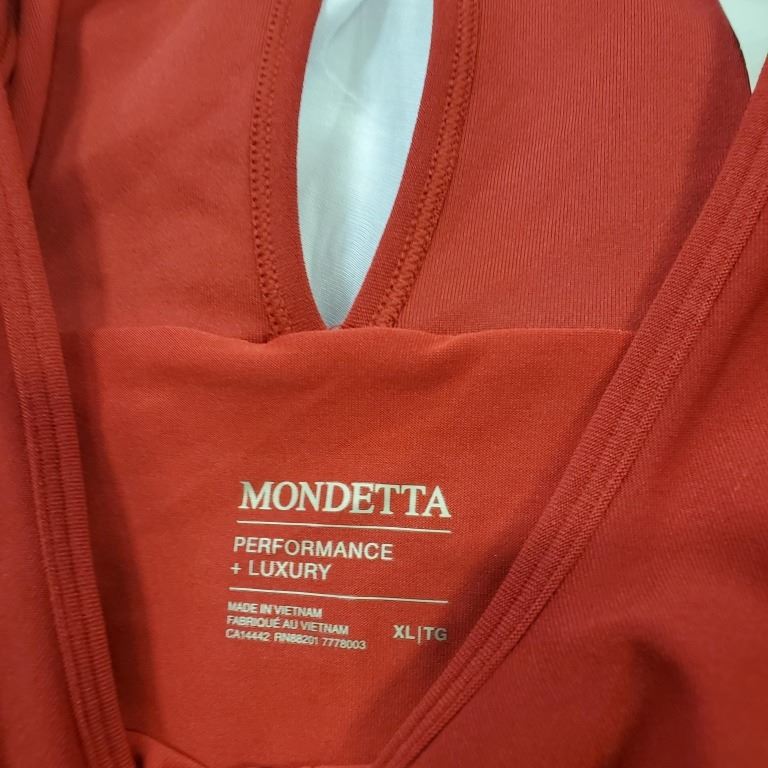 MONDETTA
PERFORMANCE
+ LUXURY
MADE IN VIETNAM
FABRIQUÉ AU VIETNAM
CA14442 RN88201 7778003
XL|TG